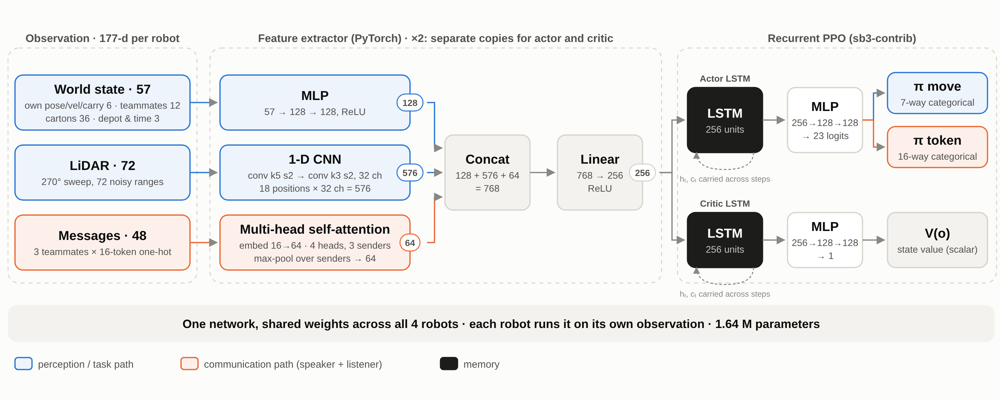 Observation · 177-d per robot
World state · 57
own pose/vel/carry 6 · teammates 12
cartons 36 · depot & time 3
LiDAR · 72
270° sweep, 72 noisy ranges
Messages · 48
3 teammates × 16-token one-hot
Feature extractor (PyTorch) · ×2: separate copies for actor and critic
MLP
57 → 128 → 128, ReLU
128
1-D CNN
conv k5 s2 → conv k3 s2, 32 ch
18 positions × 32 ch = 576
576
Multi-head self-attention
embed 16→64 · 4 heads, 3 senders
max-pool over senders → 64
64
Concat
128 + 576 + 64
= 768
Linear
768 → 256
ReLU
256
Recurrent PPO (sb3-contrib)
Actor LSTM
LSTM
256 units
hₜ, cₜ carried across steps
MLP
256→128→128
→ 23 logits
π move
7-way categorical
π token
16-way categorical
Critic LSTM
LSTM
256 units
hₜ, cₜ carried across steps
MLP
256→128→128
→ 1
V(o)
state value (scalar)
One network, shared weights across all 4 robots · each robot runs it on its own observation · 1.64 M parameters
perception / task path
communication path (speaker + listener)
memory